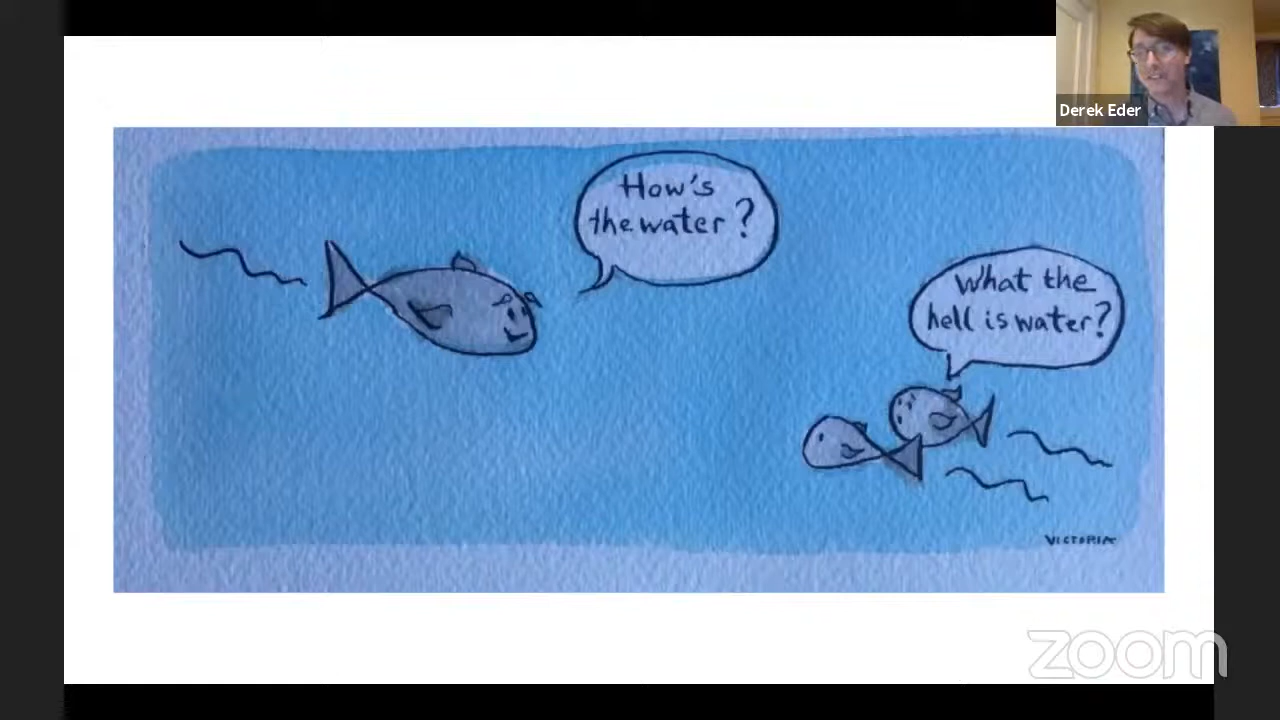 Derek Eder
How's
the water?
What the
hell is water?
VICTORIA
zoom